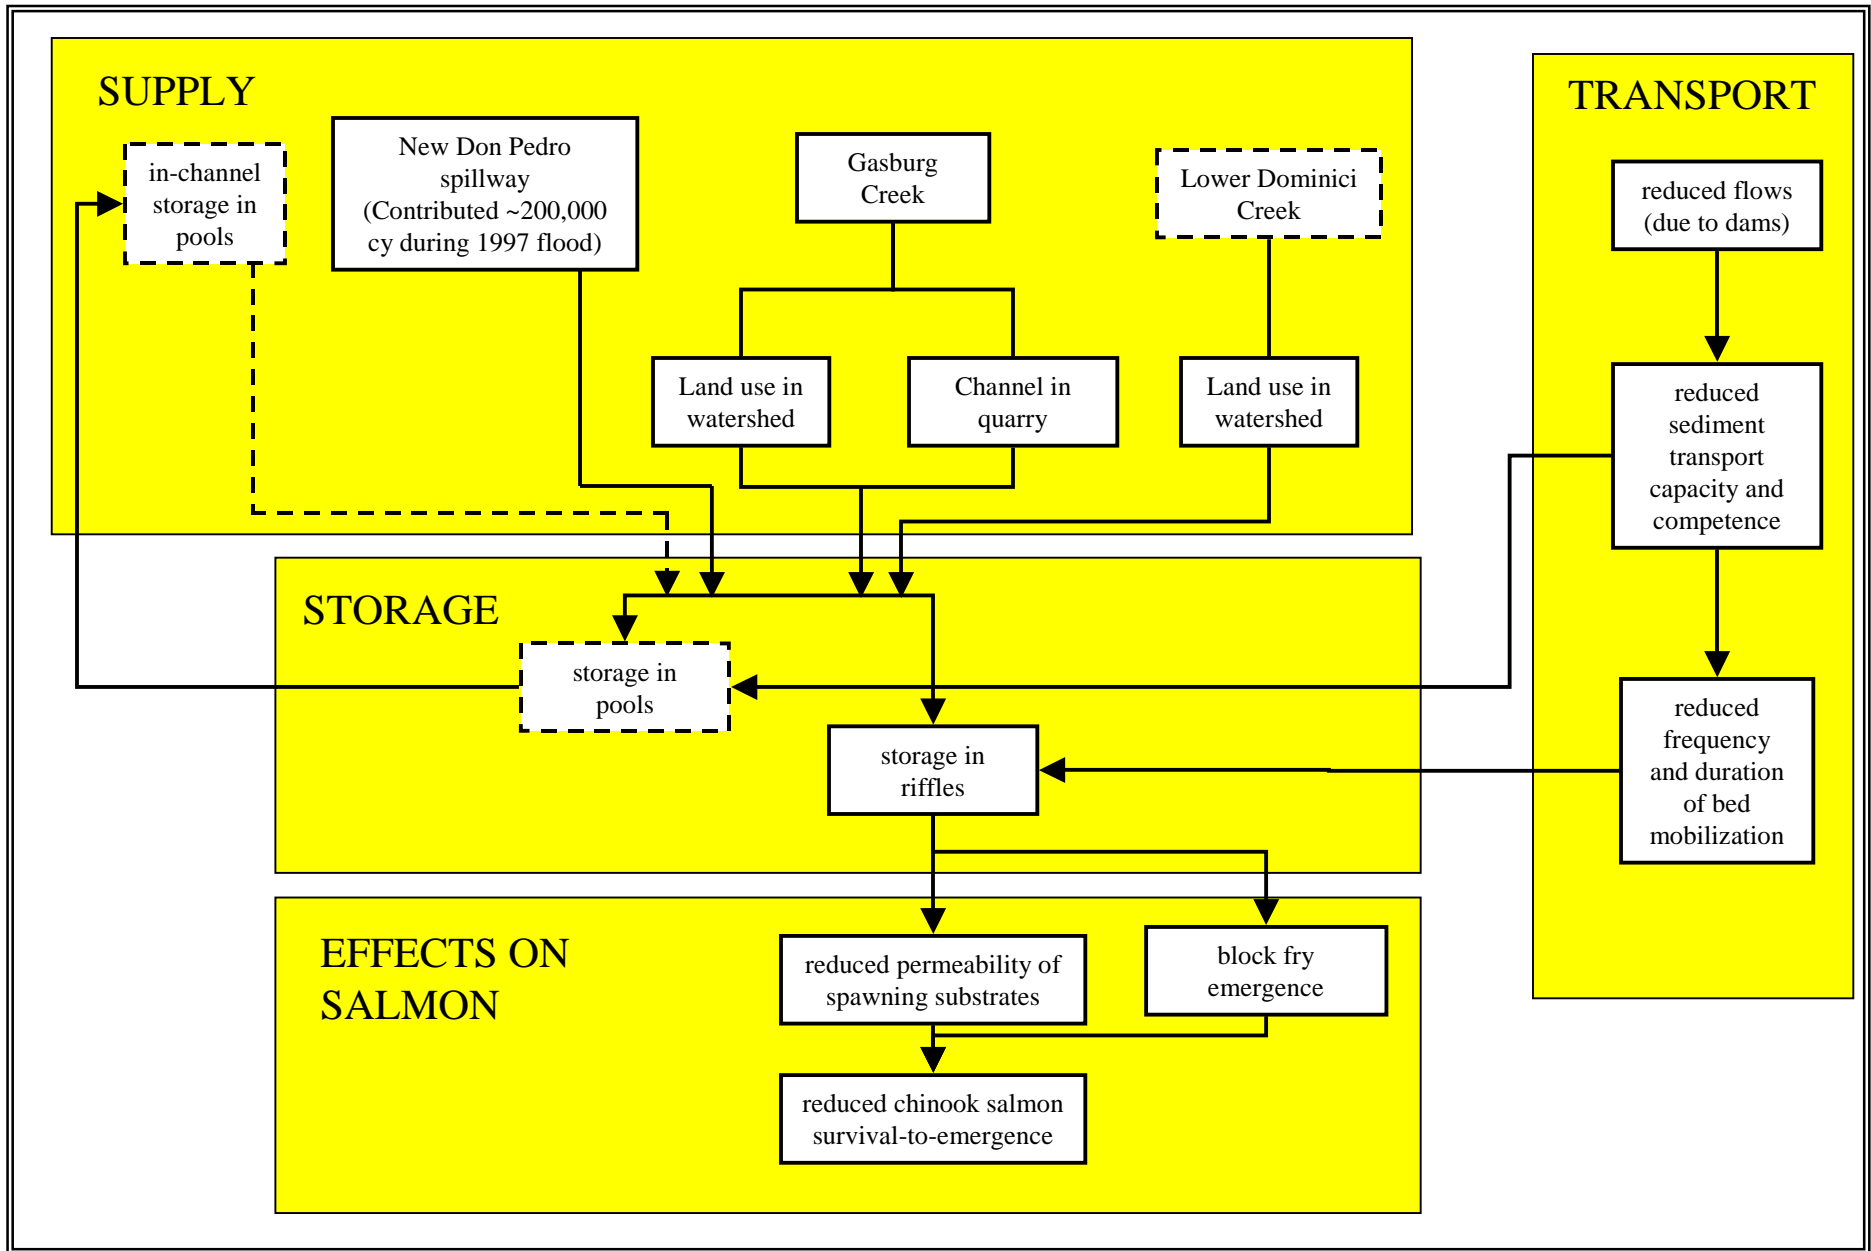 SUPPLY
in-channel
storage in
pools
New Don Pedro
spillway
(Contributed ~200,000
cy during 1997 flood)
Gasburg
Creek
Lower Dominici
Creek
Land use in
watershed
Channel in
quarry
Land use in
watershed
TRANSPORT
reduced flows
(due to dams)
reduced
sediment
transport
capacity and
competence
reduced
frequency
and duration
of bed
mobilization
STORAGE
storage in
pools
storage in
riffles
EFFECTS ON
SALMON
reduced permeability of
spawning substrates
block fry
emergence
reduced chinook salmon
survival-to-emergence